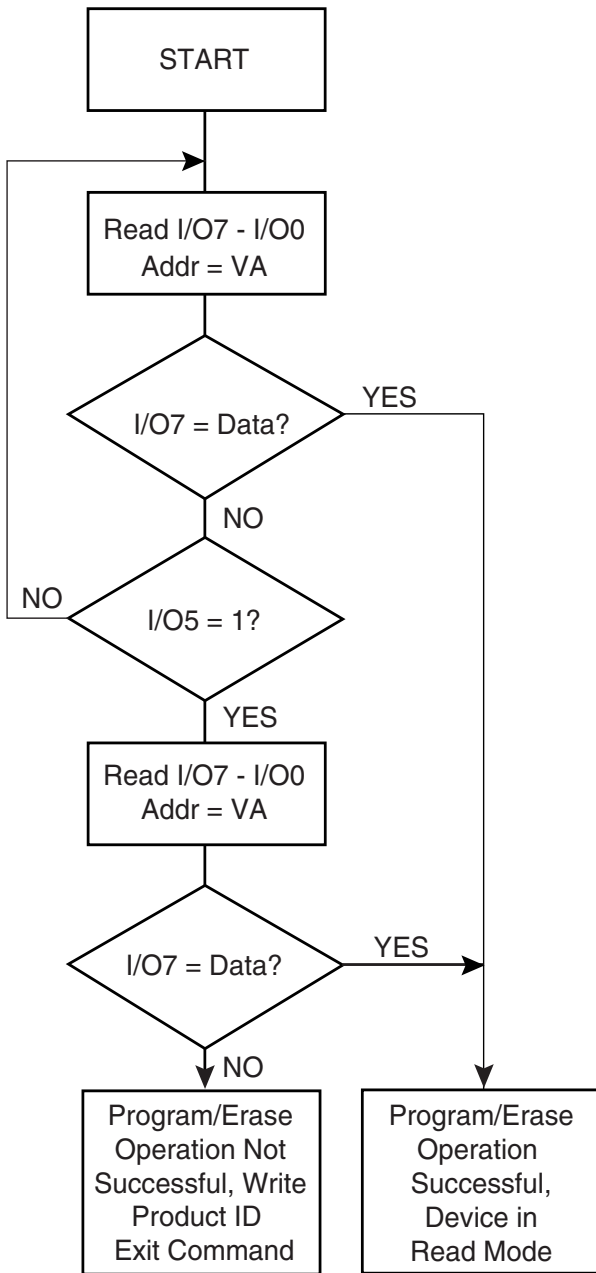 START
Read I/O7 - I/O0
Addr = VA
I/O7 = Data?
YES
NO
I/O5 = 1?
NO
YES
Read I/O7 - I/O0
Addr = VA
I/O7 = Data?
YES
NO
Program/Erase
Operation Not
Successful, Write
Product ID
Exit Command
Program/Erase
Operation
Successful,
Device in
Read Mode